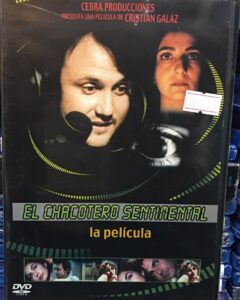 CEBRA PRODUCCIONES
PRESENTA UNA PELICULA DE CRISTIAN GALAZ
EL CHACOTERO SENTIMENTAL
la película
DVD